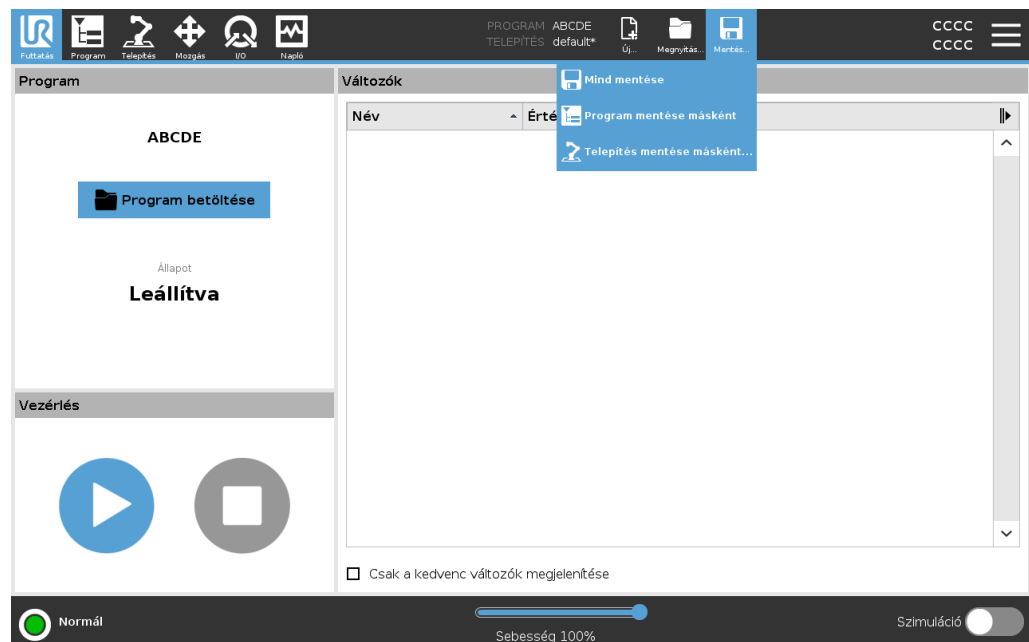 UR
Futtatás
Program
Telepítés
Mozgás
I/O
Napló
PROGRAM ABCDE
TELEPÍTÉS default*
Új...
Megnyitás...
Mentés...
CCCC
CCCC
Program
Változók
Mind mentése
Program mentése másként
Telepítés mentése másként...
Név
Érté
ABCDE
Program betöltése
Állapot
Leállítva
Vezérlés
Csak a kedvenc változók megjelenítése
Normál
Sebesség 100%
Szimuláció